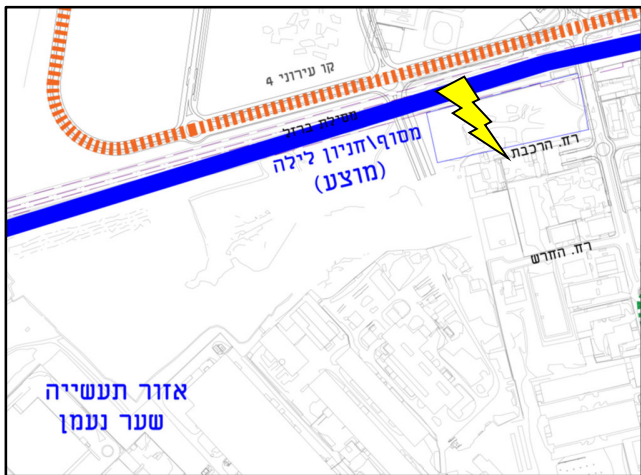 קו עירוני 4
מסילת ברזל
מסוף\חניון לילה
(מוצע)
רח. הרכבת
רח. החרש
אזור תעשייה
שער נעמן